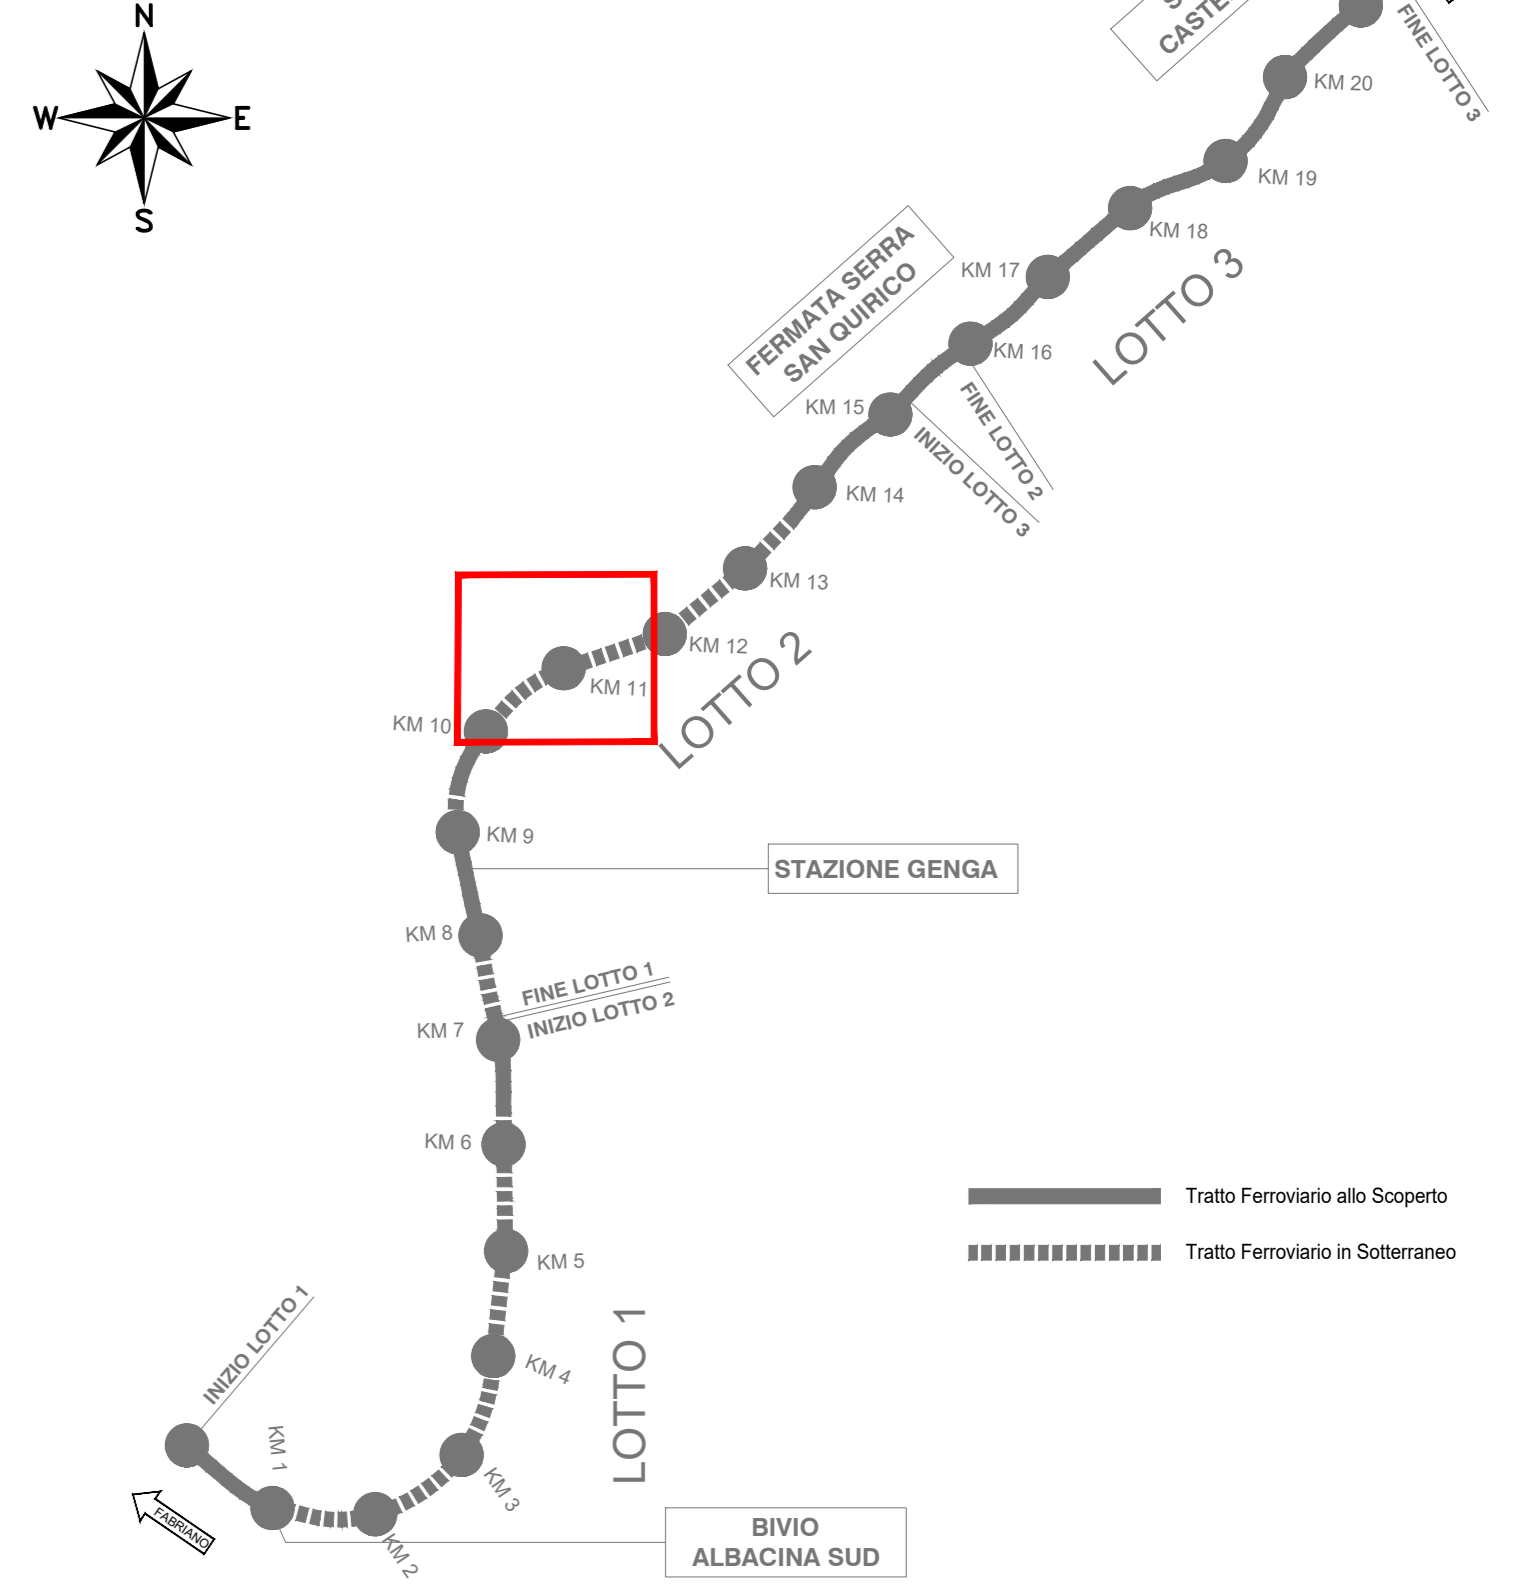 N
W
E
S
CASTE
FINE LOTTO 3
KM 20
KM 19
KM 18
LOTTO 3
KM 17
FERMATA SERRA
SAN QUIRICO
KM 16
KM 15
FINE LOTTO 2
INIZIO LOTTO 3
KM 14
KM 13
KM 12
LOTTO 2
KM 11
KM 10
KM 9
STAZIONE GENGA
KM 8
FINE LOTTO 1
INIZIO LOTTO 2
KM 7
KM 6
Tratto Ferroviario allo Scoperto
Tratto Ferroviario in Sotterraneo
KM 5
LOTTO 1
KM 4
INIZIO LOTTO 1
KM 1
KM 3
FABRIANO
KM 2
BIVIO
ALBACINA SUD